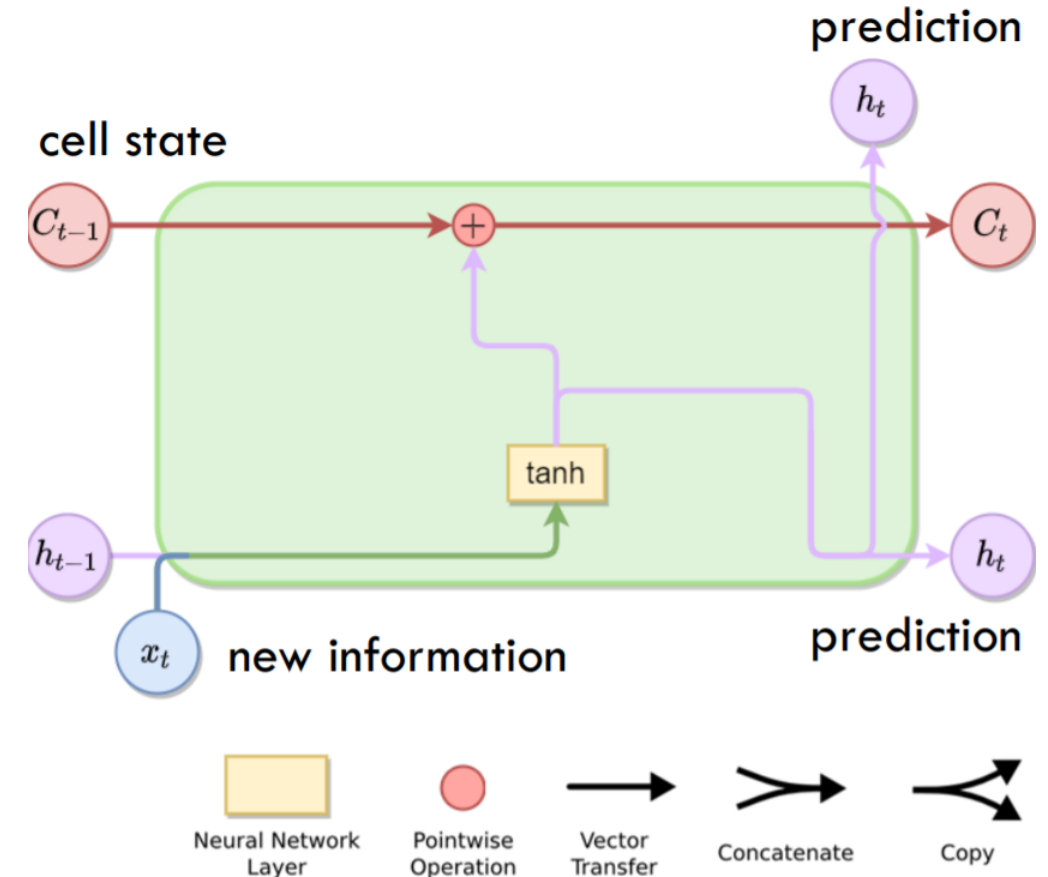 prediction
h_t
cell state
C_{t-1}
+
C_t
tanh
h_{t-1}
h_t
x_t
new information
prediction
Neural Network
Layer
Pointwise
Operation
Vector
Transfer
Concatenate
Copy